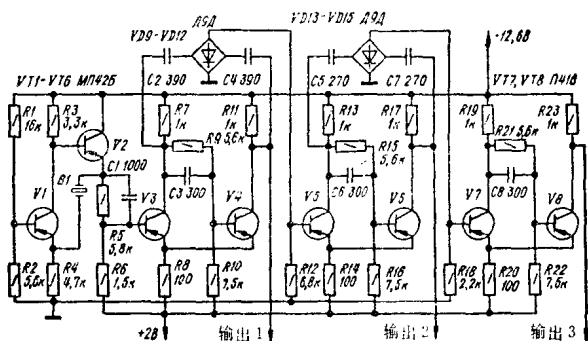 VD9-VD12
Д9Д
VD13-VD15 Д9Д
-12,6В
VT1-VT6 МП42Б
C2 390
C4 390
C5 270
C7 270
VT7, VT8 П418
R1
16к
R3
3,3к
V2
C1 1000
R7
1к
R9 5,6к
R11
1к
R13
1к
R15
5,6к
R17
1к
R19
1к
R21 5,6к
R23
1к
B1
V1
V3
C3 300
V4
V5
C6 300
V6
V7
C8 300
V8
R2
5,6к
R4
4,7к
R5
5,8к
R6
1,5к
R8
100
R10
7,5к
R12
6,8к
R14
100
R16
7,5к
R18
2,2к
R20
100
R22
7,5к
+2В
输出1
输出2
输出3